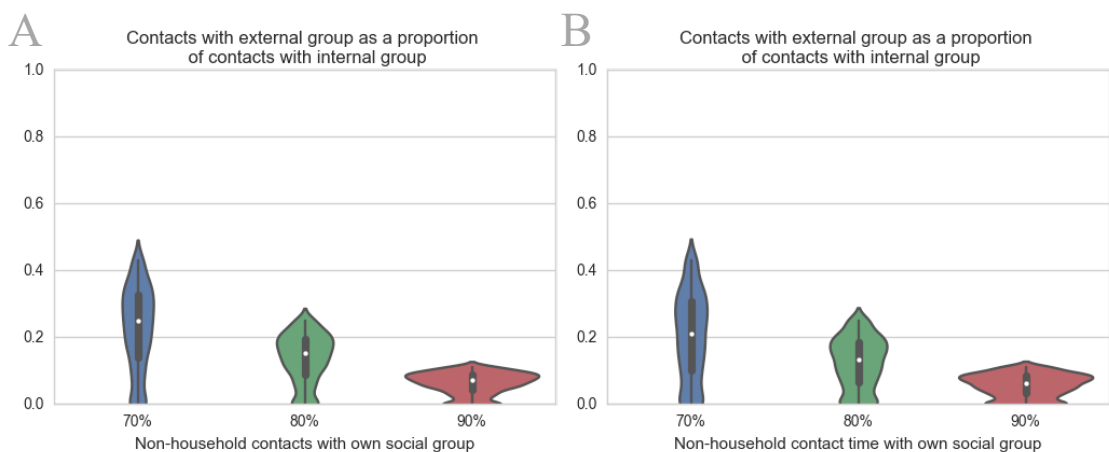 A
Contacts with external group as a proportion
of contacts with internal group
1.0
0.8
0.6
0.4
0.2
0.0
70%
80%
90%
Non-household contacts with own social group
B
Contacts with external group as a proportion
of contacts with internal group
1.0
0.8
0.6
0.4
0.2
0.0
70%
80%
90%
Non-household contact time with own social group